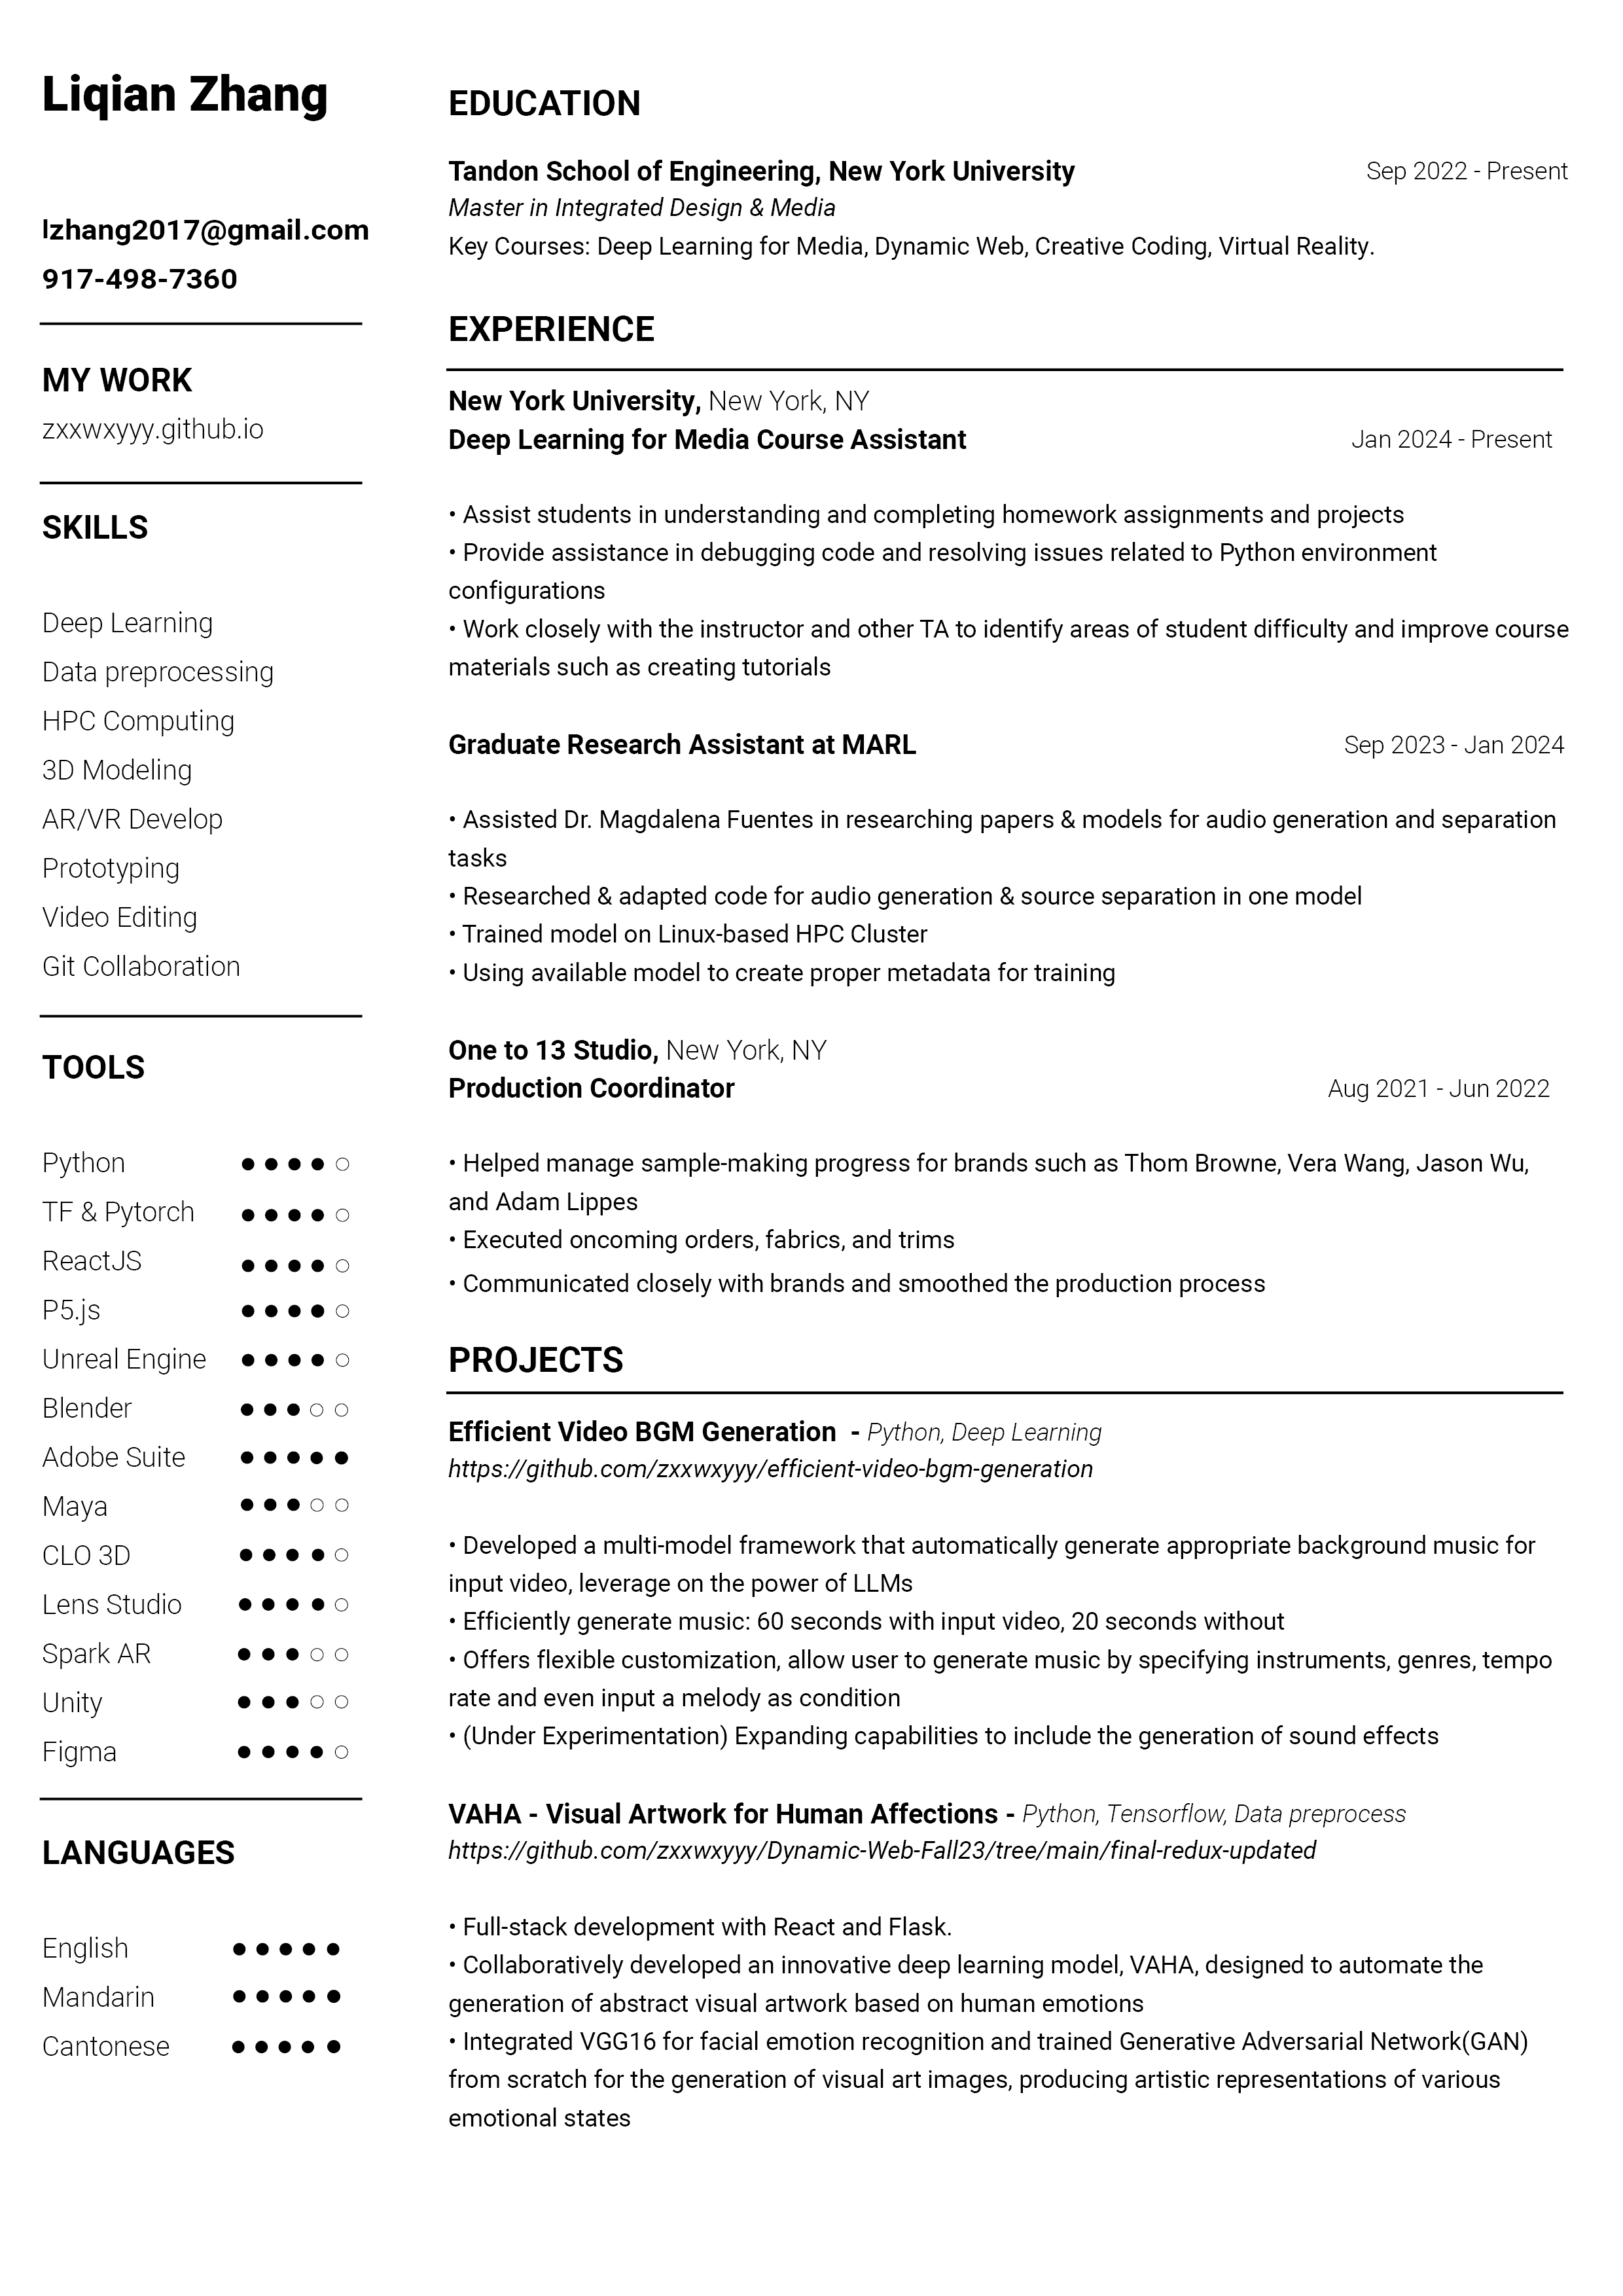 Liqian Zhang
lzhang2017@gmail.com
917-498-7360
MY WORK
zxxwxyyy.github.io
SKILLS
Deep Learning
Data preprocessing
HPC Computing
3D Modeling
AR/VR Develop
Prototyping
Video Editing
Git Collaboration
TOOLS
Python
TF & Pytorch
ReactJS
P5.js
Unreal Engine
Blender
Adobe Suite
Maya
CLO 3D
Lens Studio
Spark AR
Unity
Figma
LANGUAGES
English
Mandarin
Cantonese
EDUCATION
Tandon School of Engineering, New York University Sep 2022 - Present
Master in Integrated Design & Media
Key Courses: Deep Learning for Media, Dynamic Web, Creative Coding, Virtual Reality.
EXPERIENCE
New York University, New York, NY
Deep Learning for Media Course Assistant Jan 2024 - Present
• Assist students in understanding and completing homework assignments and projects
• Provide assistance in debugging code and resolving issues related to Python environment
configurations
• Work closely with the instructor and other TA to identify areas of student difficulty and improve course
materials such as creating tutorials
Graduate Research Assistant at MARL Sep 2023 - Jan 2024
• Assisted Dr. Magdalena Fuentes in researching papers & models for audio generation and separation
tasks
• Researched & adapted code for audio generation & source separation in one model
• Trained model on Linux-based HPC Cluster
• Using available model to create proper metadata for training
One to 13 Studio, New York, NY
Production Coordinator Aug 2021 - Jun 2022
• Helped manage sample-making progress for brands such as Thom Browne, Vera Wang, Jason Wu,
and Adam Lippes
• Executed oncoming orders, fabrics, and trims
• Communicated closely with brands and smoothed the production process
PROJECTS
Efficient Video BGM Generation - Python, Deep Learning
https://github.com/zxxwxyyy/efficient-video-bgm-generation
• Developed a multi-model framework that automatically generate appropriate background music for
input video, leverage on the power of LLMs
• Efficiently generate music: 60 seconds with input video, 20 seconds without
• Offers flexible customization, allow user to generate music by specifying instruments, genres, tempo
rate and even input a melody as condition
• (Under Experimentation) Expanding capabilities to include the generation of sound effects
VAHA - Visual Artwork for Human Affections - Python, Tensorflow, Data preprocess
https://github.com/zxxwxyyy/Dynamic-Web-Fall23/tree/main/final-redux-updated
• Full-stack development with React and Flask.
• Collaboratively developed an innovative deep learning model, VAHA, designed to automate the
generation of abstract visual artwork based on human emotions
• Integrated VGG16 for facial emotion recognition and trained Generative Adversarial Network(GAN)
from scratch for the generation of visual art images, producing artistic representations of various
emotional states